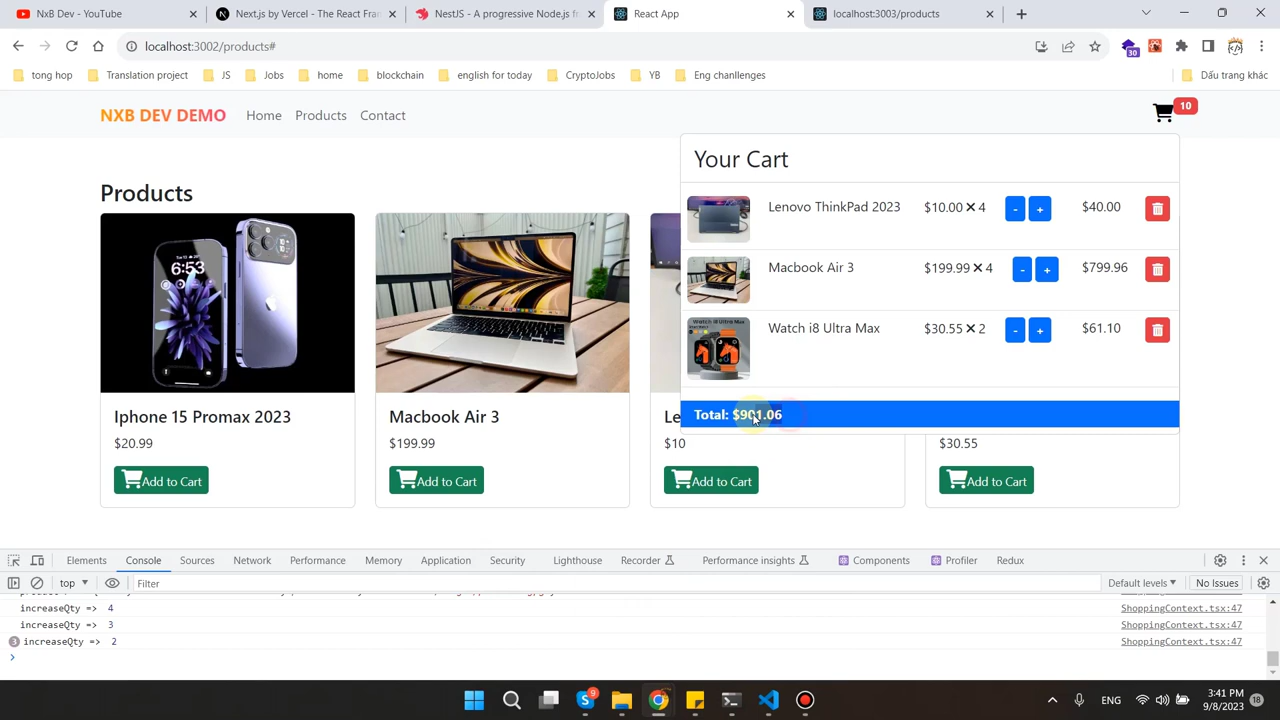 NxB Dev - YouTube
Next.js by Vercel - The React Fran
NestJS - A progressive Node.js fr
React App
localhost:3003/products
localhost:3002/products#
30
tong hop
Translation project
JS
Jobs
home
blockchain
english for today
CryptoJobs
YB
Eng chanllenges
Dấu trang khác
NXB DEV DEMO
Home
Products
Contact
10
Your Cart
Products
Lenovo ThinkPad 2023 $10.00 × 4 - + $40.00
Macbook Air 3 $199.99 × 4 - + $799.96
Watch i8 Ultra Max $30.55 × 2 - + $61.10
6:53
Total: $901.06
Iphone 15 Promax 2023
$20.99
Add to Cart
Macbook Air 3
$199.99
Add to Cart
Le
$10
Add to Cart
$30.55
Add to Cart
Elements
Console
Sources
Network
Performance
Memory
Application
Security
Lighthouse
Recorder
Performance insights
Components
Profiler
Redux
top
Filter
Default levels
No Issues
increaseQty => 4 ShoppingContext.tsx:47
increaseQty => 3 ShoppingContext.tsx:47
3 increaseQty => 2 ShoppingContext.tsx:47
9
ENG
3:41 PM
9/8/2023
18